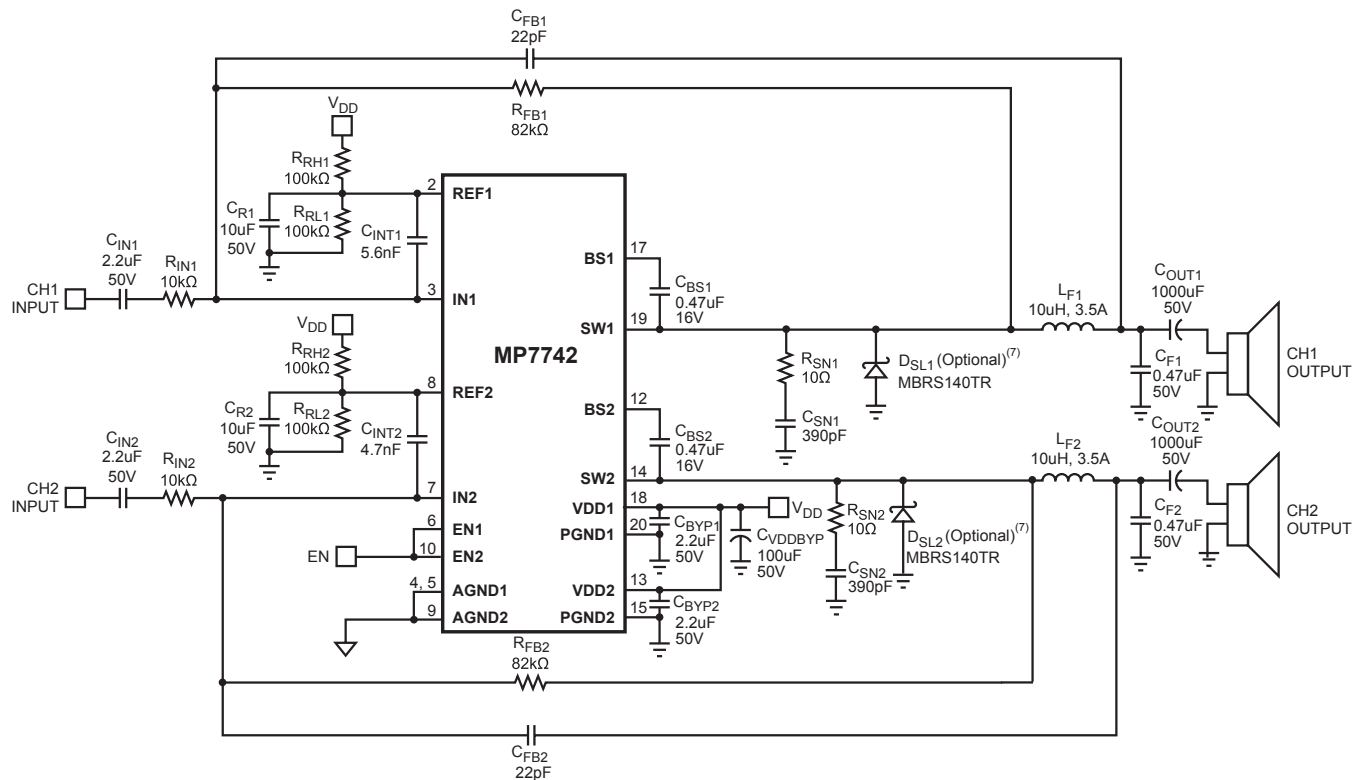 CFB1
22pF
RFB1
82kΩ
VDD
RRH1
100kΩ
CR1
10uF
50V
RRL1
100kΩ
CINT1
5.6nF
CIN1
2.2uF
50V
RIN1
10kΩ
CH1
INPUT
VDD
RRH2
100kΩ
CR2
10uF
50V
RRL2
100kΩ
CINT2
4.7nF
CIN2
2.2uF
50V
RIN2
10kΩ
CH2
INPUT
EN
MP7742
2 REF1
3 IN1
8 REF2
7 IN2
6 EN1
10 EN2
4, 5 AGND1
9 AGND2
BS1 17
SW1 19
BS2 12
SW2 14
VDD1 18
PGND1 20
VDD2 13
PGND2 15
CBS1
0.47uF
16V
CBS2
0.47uF
16V
RSN1
10Ω
CSN1
390pF
DSL1 (Optional)(7)
MBRS140TR
LF1
10uH, 3.5A
COUT1
1000uF
50V
CF1
0.47uF
50V
CH1
OUTPUT
CBYP1
2.2uF
50V
CVDDBYP
100uF
50V
VDD
CBYP2
2.2uF
50V
RSN2
10Ω
CSN2
390pF
DSL2 (Optional)(7)
MBRS140TR
LF2
10uH, 3.5A
COUT2
1000uF
50V
CF2
0.47uF
50V
CH2
OUTPUT
RFB2
82kΩ
CFB2
22pF